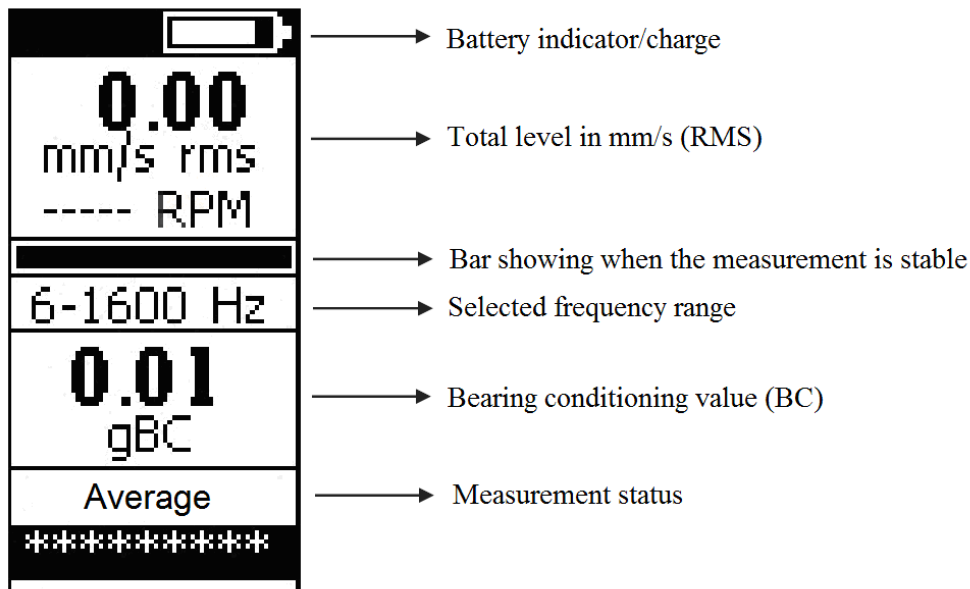 Battery indicator/charge
0.00
mm/s rms
Total level in mm/s (RMS)
----- RPM
Bar showing when the measurement is stable
6-1600 Hz
Selected frequency range
0.01
gBC
Bearing conditioning value (BC)
Average
Measurement status
**********